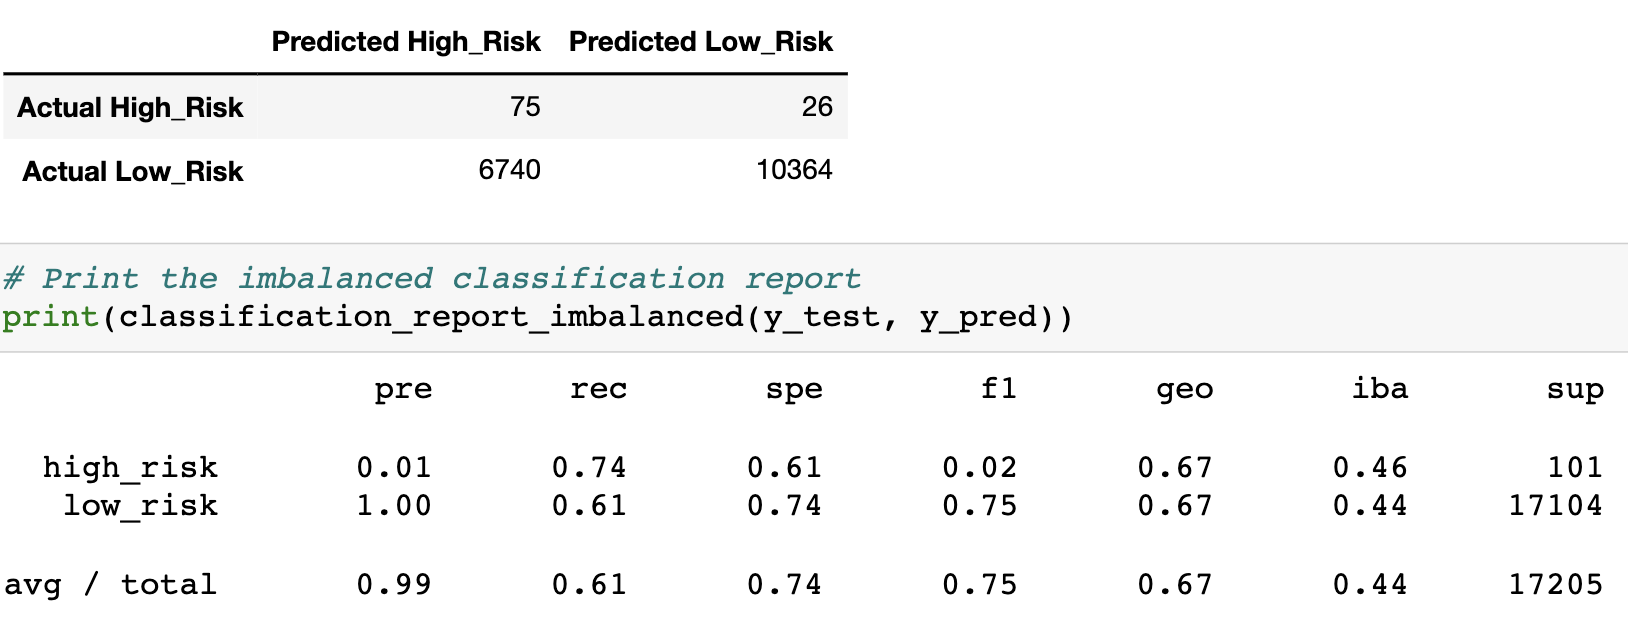 Predicted High_Risk Predicted Low_Risk
Actual High_Risk 75 26
Actual Low_Risk 6740 10364
# Print the imbalanced classification report
print(classification_report_imbalanced(y_test, y_pred))
pre rec spe f1 geo iba sup
high_risk 0.01 0.74 0.61 0.02 0.67 0.46 101
low_risk 1.00 0.61 0.74 0.75 0.67 0.44 17104
avg / total 0.99 0.61 0.74 0.75 0.67 0.44 17205